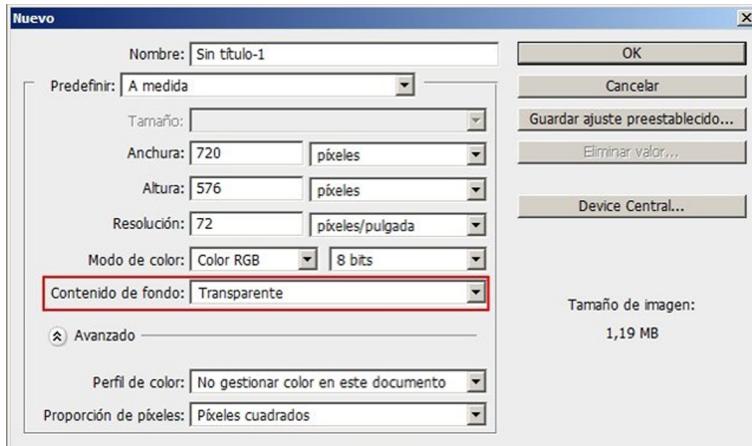 Nuevo
Nombre: Sin título-1
OK
Predefinir: A medida
Cancelar
Tamaño:
Guardar ajuste preestablecido...
Anchura: 720 píxeles
Eliminar valor...
Altura: 576 píxeles
Resolución: 72 píxeles/pulgada
Device Central...
Modo de color: Color RGB 8 bits
Contenido de fondo: Transparente
Tamaño de imagen:
1,19 MB
Avanzado
Perfil de color: No gestionar color en este documento
Proporción de píxeles: Píxeles cuadrados